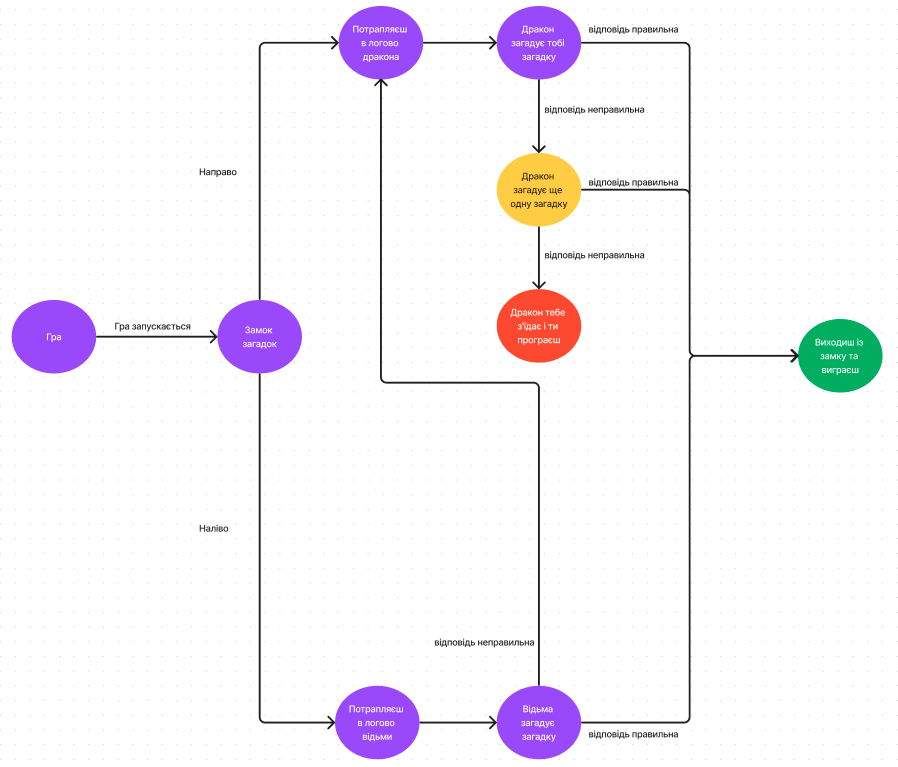 Потрапляєш
в логово
дракона
Дракон
загадує тобі
загадку
відповідь правильна
відповідь неправильна
Направо
Дракон
загадує ще
одну загадку
відповідь правильна
відповідь неправильна
Гра
Гра запускається
Замок
загадок
Дракон тебе
з'їдає і ти
програєш
Виходиш із
замку та
виграєш
Наліво
відповідь неправильна
Потрапляєш
в логово
відьми
Відьма
загадує
загадку
відповідь правильна